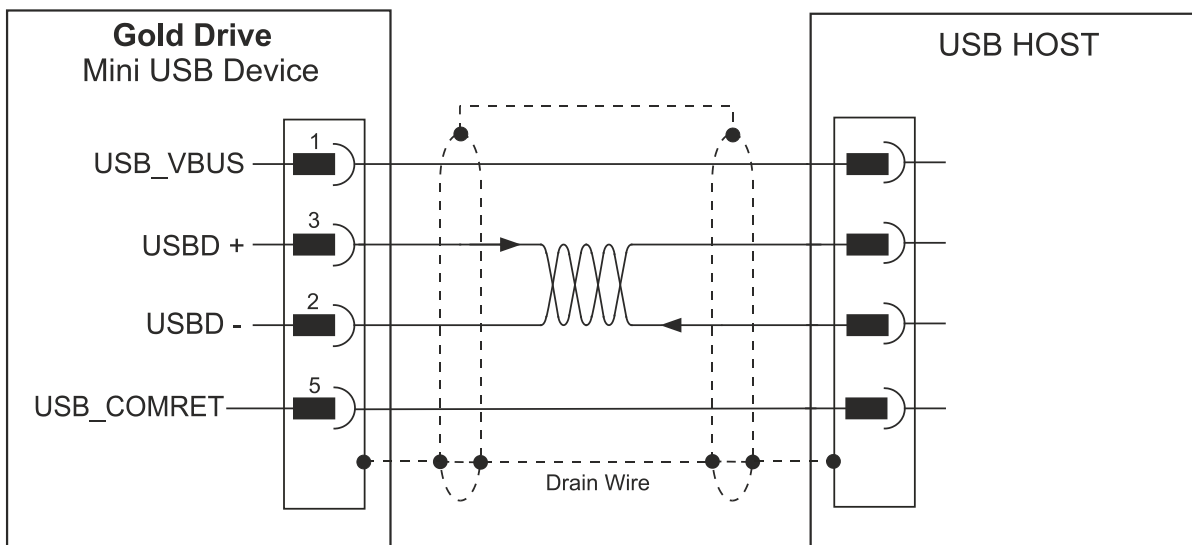 Gold Drive
Mini USB Device
USB HOST
1
USB_VBUS
3
USBD +
2
USBD -
5
USB_COMRET
Drain Wire